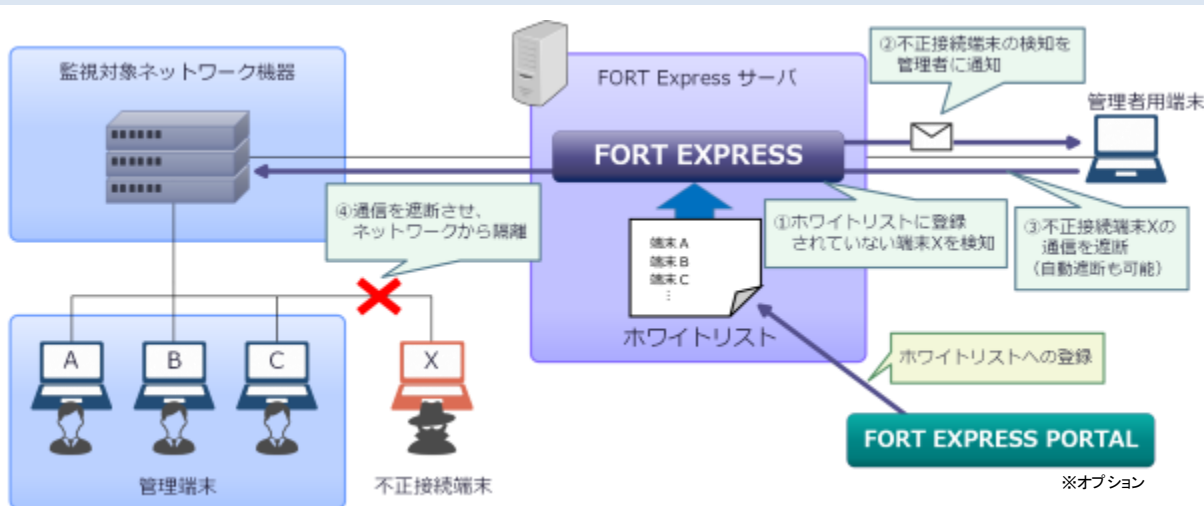 監視対象ネットワーク機器
FORT Express サーバ
②不正接続端末の検知を
管理者に通知
管理者用端末
FORT EXPRESS
④通信を遮断させ、
ネットワークから隔離
①ホワイトリストに登録
されていない端末Xを検知
③不正接続端末Xの
通信を遮断
(自動遮断も可能)
端末 A
端末 B
端末 C
⋮
ホワイトリスト
ホワイトリストへの登録
A
B
C
X
FORT EXPRESS PORTAL
※オプション
管理端末
不正接続端末